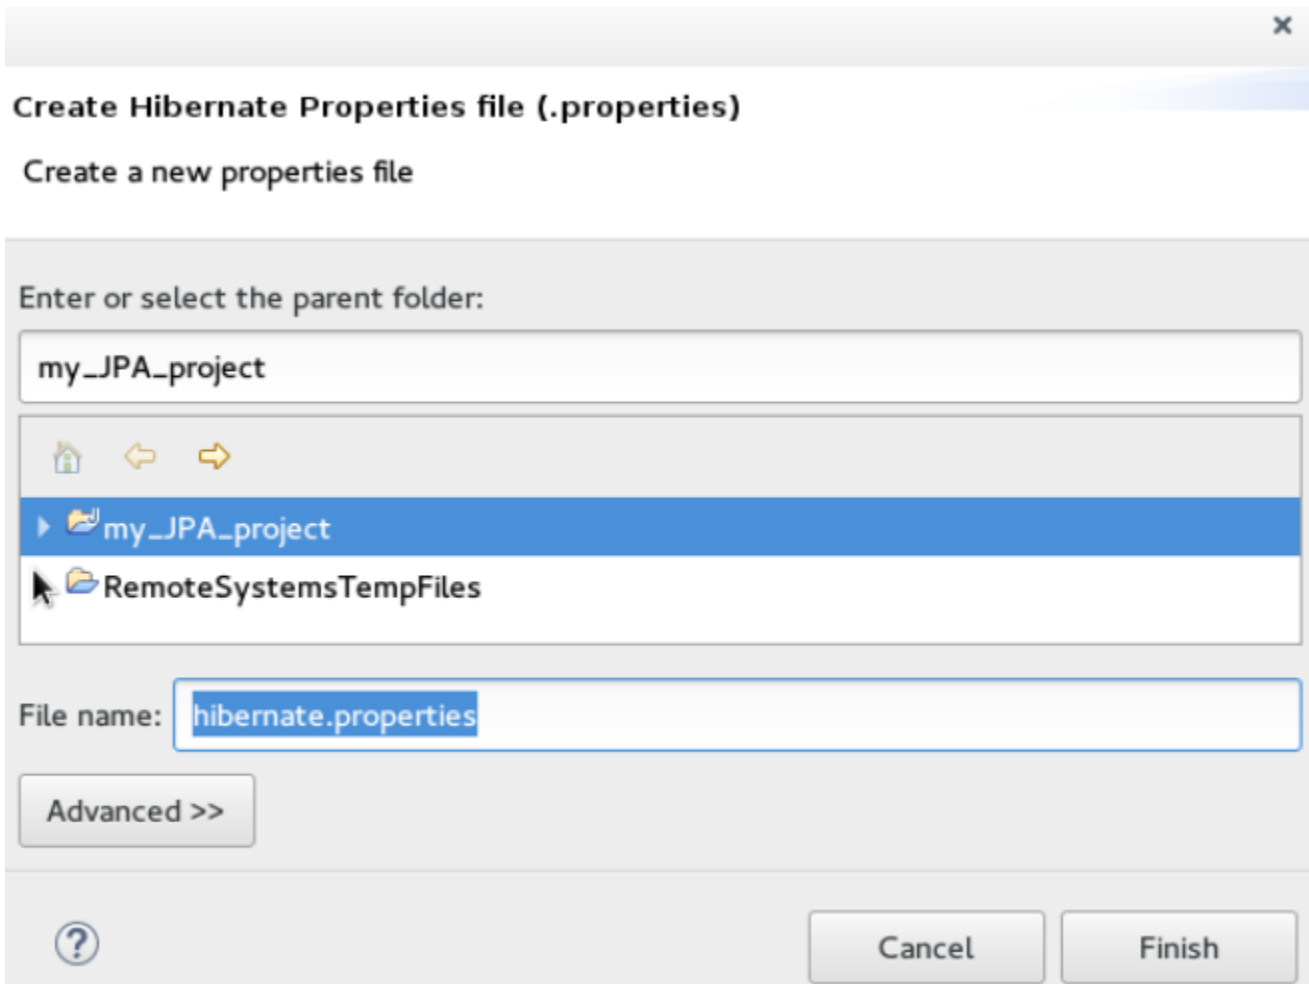 Create Hibernate Properties file (.properties)
Create a new properties file
Enter or select the parent folder:
my_JPA_project
my_JPA_project
RemoteSystemsTempFiles
File name: hibernate.properties
Advanced >>
Cancel Finish